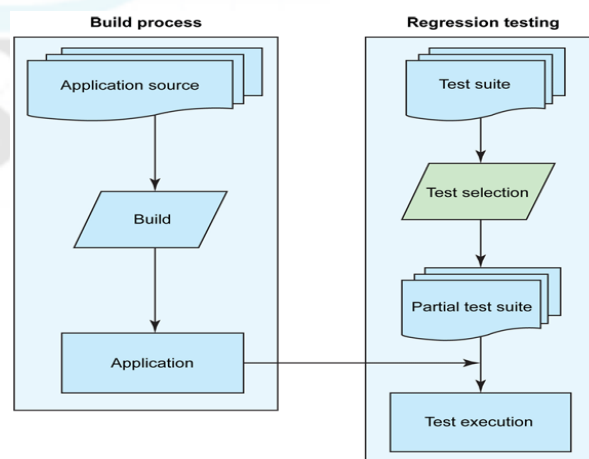 Build process
Application source
Build
Application
Regression testing
Test suite
Test selection
Partial test suite
Test execution